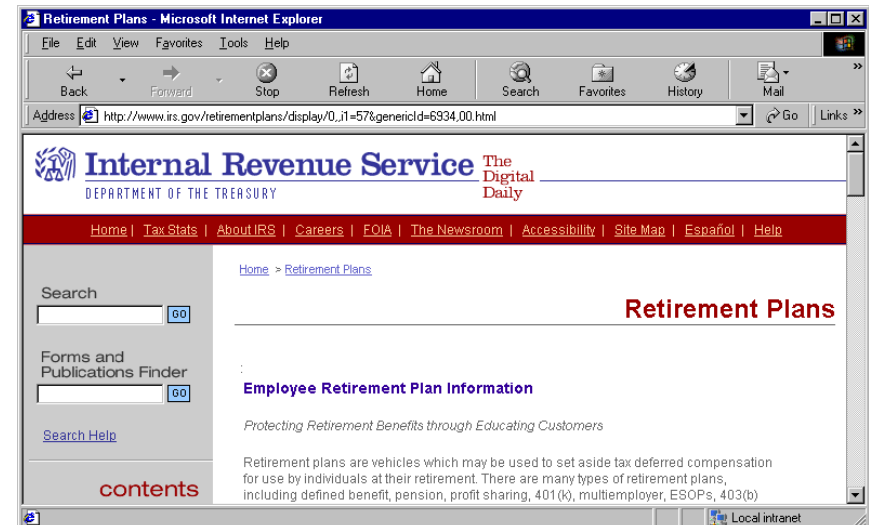 Retirement Plans - Microsoft Internet Explorer
File Edit View Favorites Tools Help
Back Forward Stop Refresh Home Search Favorites History Mail »
Address http://www.irs.gov/retirementplans/display/0,,i1=57&genericId=6934,00.html Go Links »
Internal Revenue Service
DEPARTMENT OF THE TREASURY
The
Digital
Daily
Home | Tax Stats | About IRS | Careers | FOIA | The Newsroom | Accessibility | Site Map | Español | Help
Home > Retirement Plans
Search
GO
Retirement Plans
Forms and
Publications Finder
GO
Search Help
contents
:
Employee Retirement Plan Information
Protecting Retirement Benefits through Educating Customers
Retirement plans are vehicles which may be used to set aside tax deferred compensation
for use by individuals at their retirement. There are many types of retirement plans,
including defined benefit, pension, profit sharing, 401(k), multiemployer, ESOPs, 403(b)
Local intranet